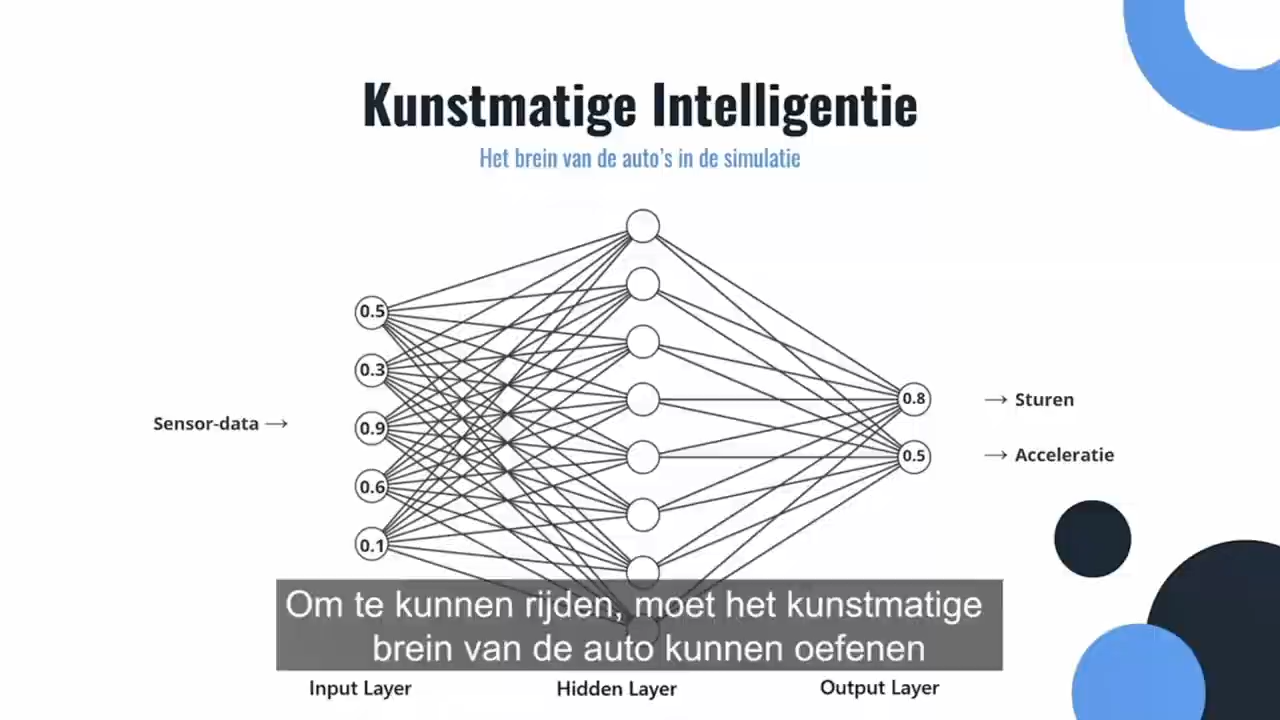 Kunstmatige Intelligentie
Het brein van de auto's in de simulatie
0.5
0.3
0.9
0.6
0.1
Sensor-data →
0.8
0.5
→ Sturen
→ Acceleratie
Om te kunnen rijden, moet het kunstmatige
brein van de auto kunnen oefenen
Input Layer
Hidden Layer
Output Layer